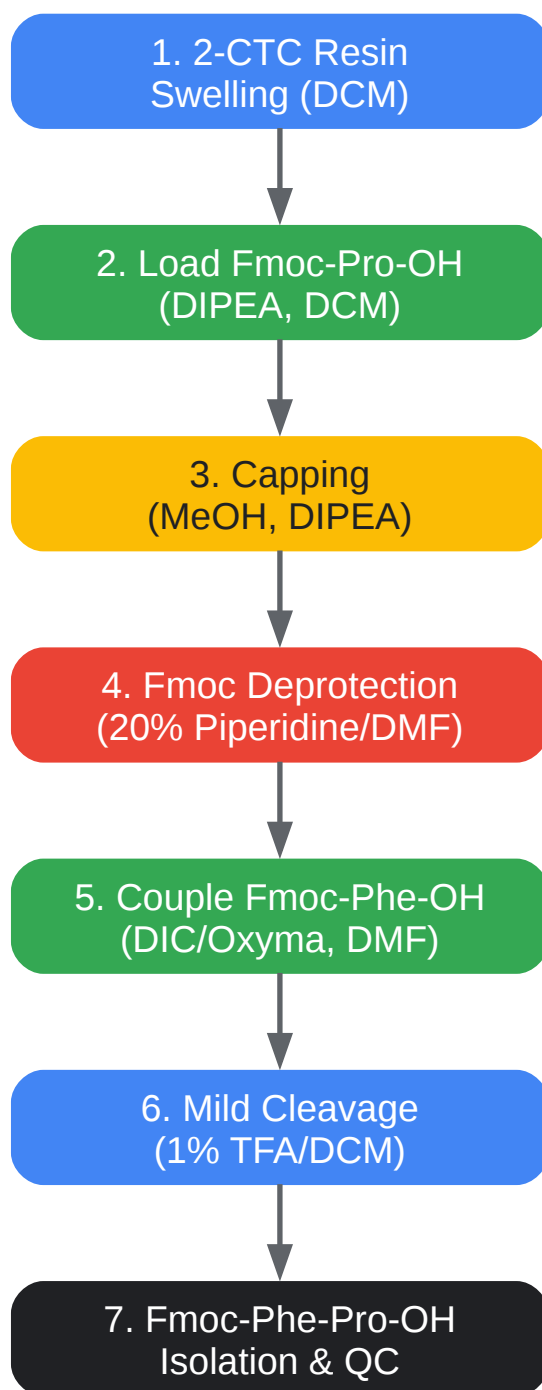 1. 2-CTC Resin
Swelling (DCM)
2. Load Fmoc-Pro-OH
(DIPEA, DCM)
3. Capping
(MeOH, DIPEA)
4. Fmoc Deprotection
(20% Piperidine/DMF)
5. Couple Fmoc-Phe-OH
(DIC/Oxyma, DMF)
6. Mild Cleavage
(1% TFA/DCM)
7. Fmoc-Phe-Pro-OH
Isolation & QC